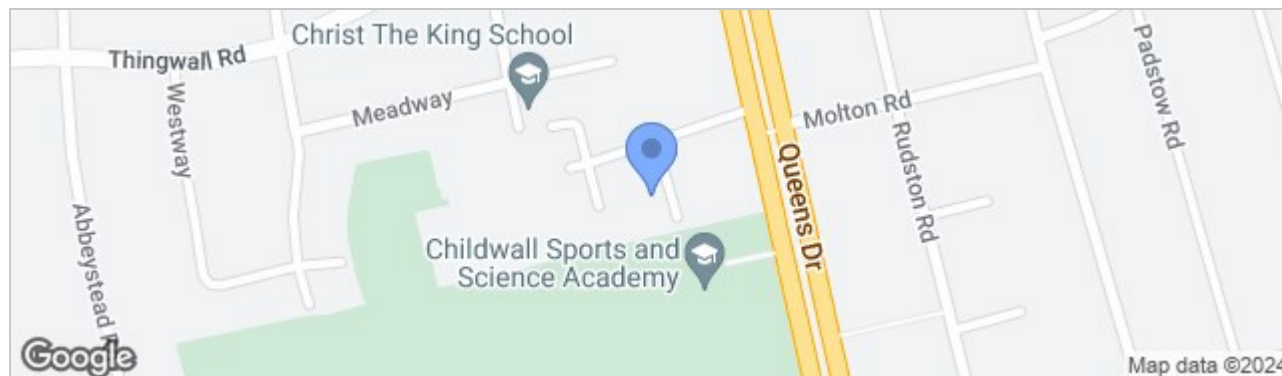 Christ The King School
Thingwall Rd
Meadway
Westway
Molton Rd
Padstow Rd
Rudston Rd
Queens Dr
Abbeystead
Childwall Sports and
Science Academy
Google
Map data ©2024